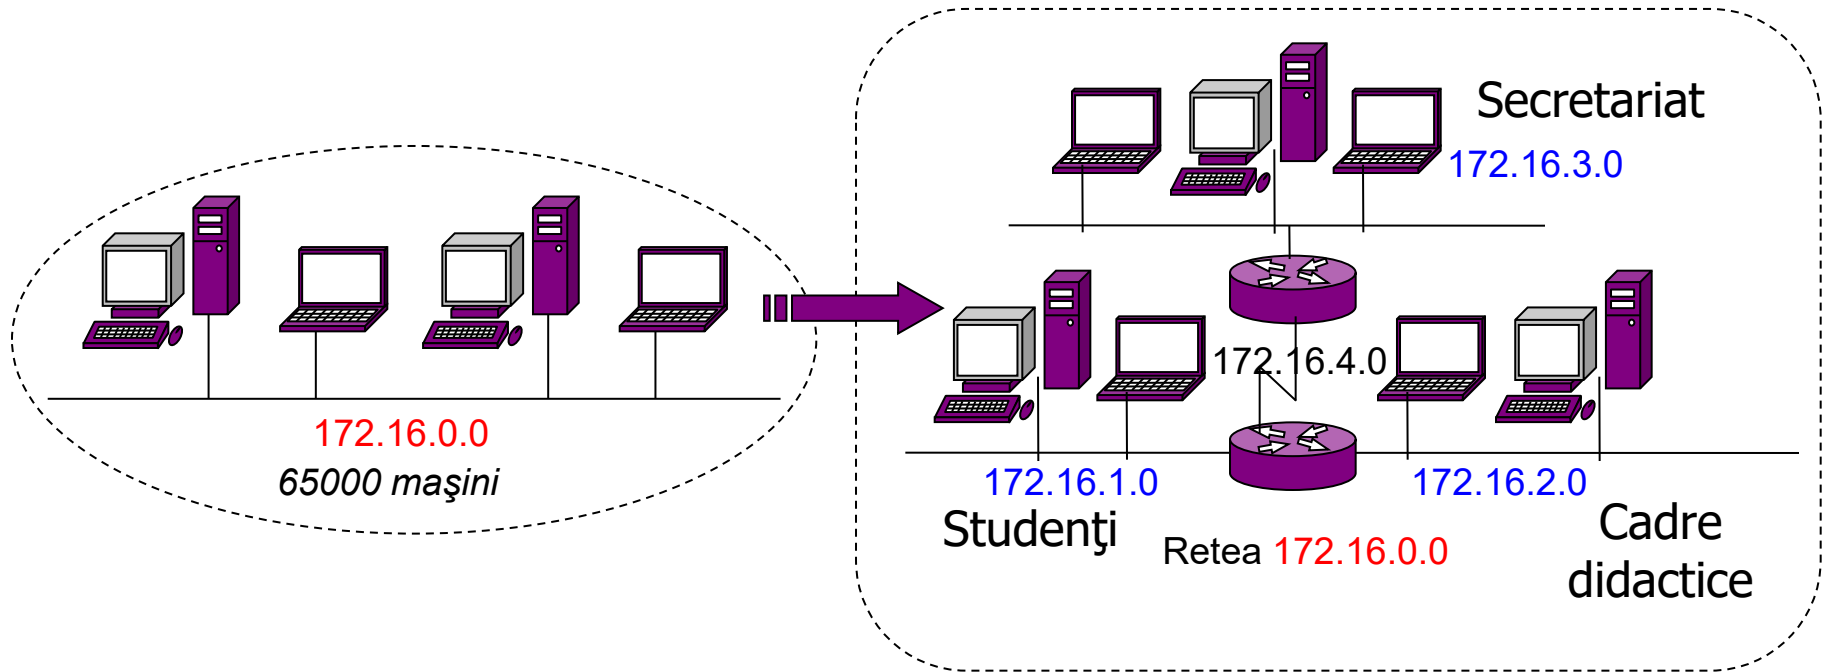 172.16.0.0
65000 maşini
Secretariat
172.16.3.0
172.16.4.0
172.16.1.0
Studenţi
172.16.2.0
Cadre
didactice
Retea 172.16.0.0